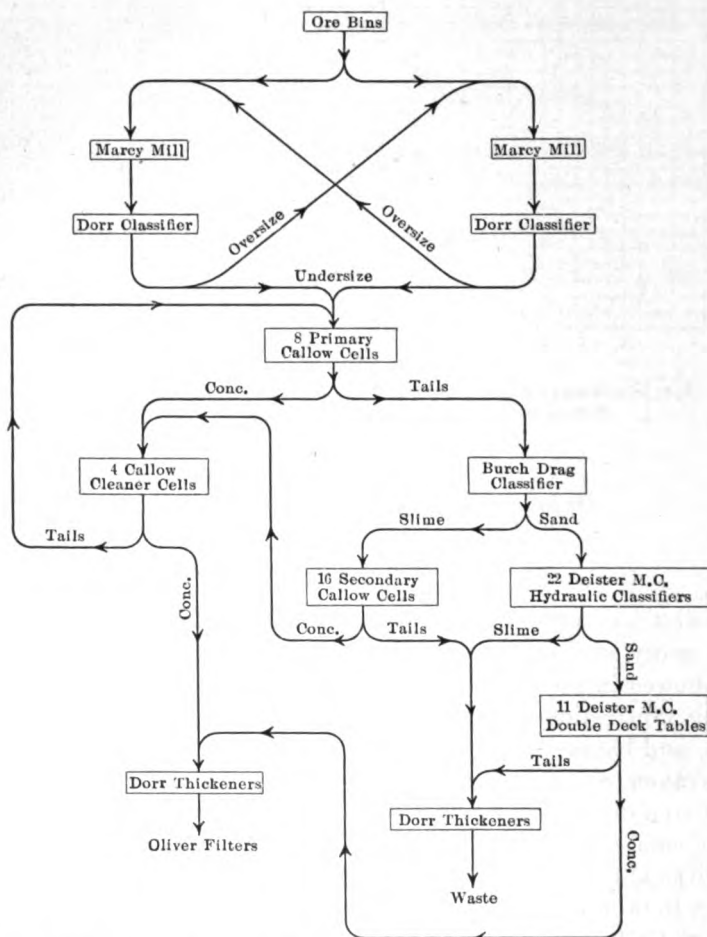 Ore Bins
Marcy Mill
Marcy Mill
Dorr Classifier
Oversize
Oversize
Dorr Classifier
Undersize
8 Primary
Callow Cells
Conc.
Tails
4 Callow
Cleaner Cells
Burch Drag
Classifier
Tails
Slime
Sand
Conc.
16 Secondary
Callow Cells
22 Deister M.C.
Hydraulic Classifiers
Conc.
Tails
Slime
Sand
11 Deister M.C.
Double Deck Tables
Tails
Dorr Thickeners
Dorr Thickeners
Oliver Filters
Conc.
Waste